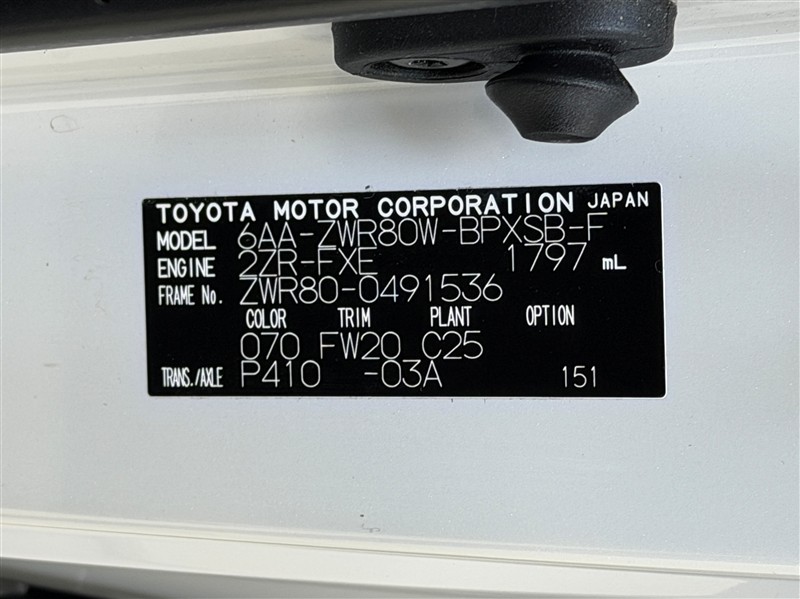 TOYOTA MOTOR CORPORATION JAPAN
MODEL 6AA-ZWR80W-BPXSB-F
ENGINE 2ZR-FXE 1797 mL
FRAME No. ZWR80-0491536
COLOR TRIM PLANT OPTION
070 FW20 C25
TRANS./AXLE P410 -03A 151